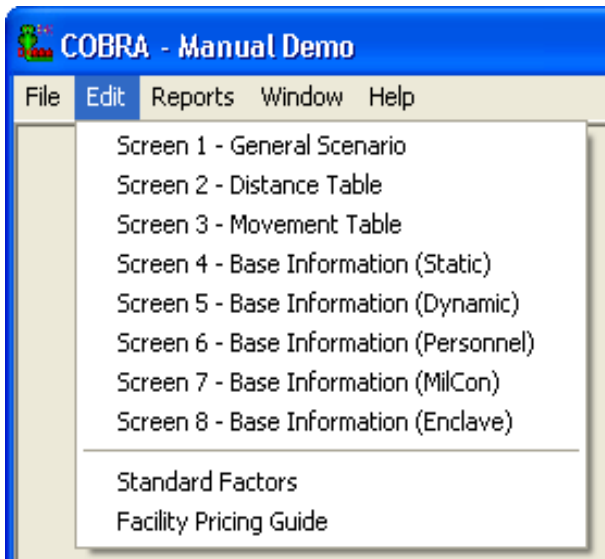 COBRA - Manual Demo
File Edit Reports Window Help
Screen 1 - General Scenario
Screen 2 - Distance Table
Screen 3 - Movement Table
Screen 4 - Base Information (Static)
Screen 5 - Base Information (Dynamic)
Screen 6 - Base Information (Personnel)
Screen 7 - Base Information (MilCon)
Screen 8 - Base Information (Enclave)
Standard Factors
Facility Pricing Guide